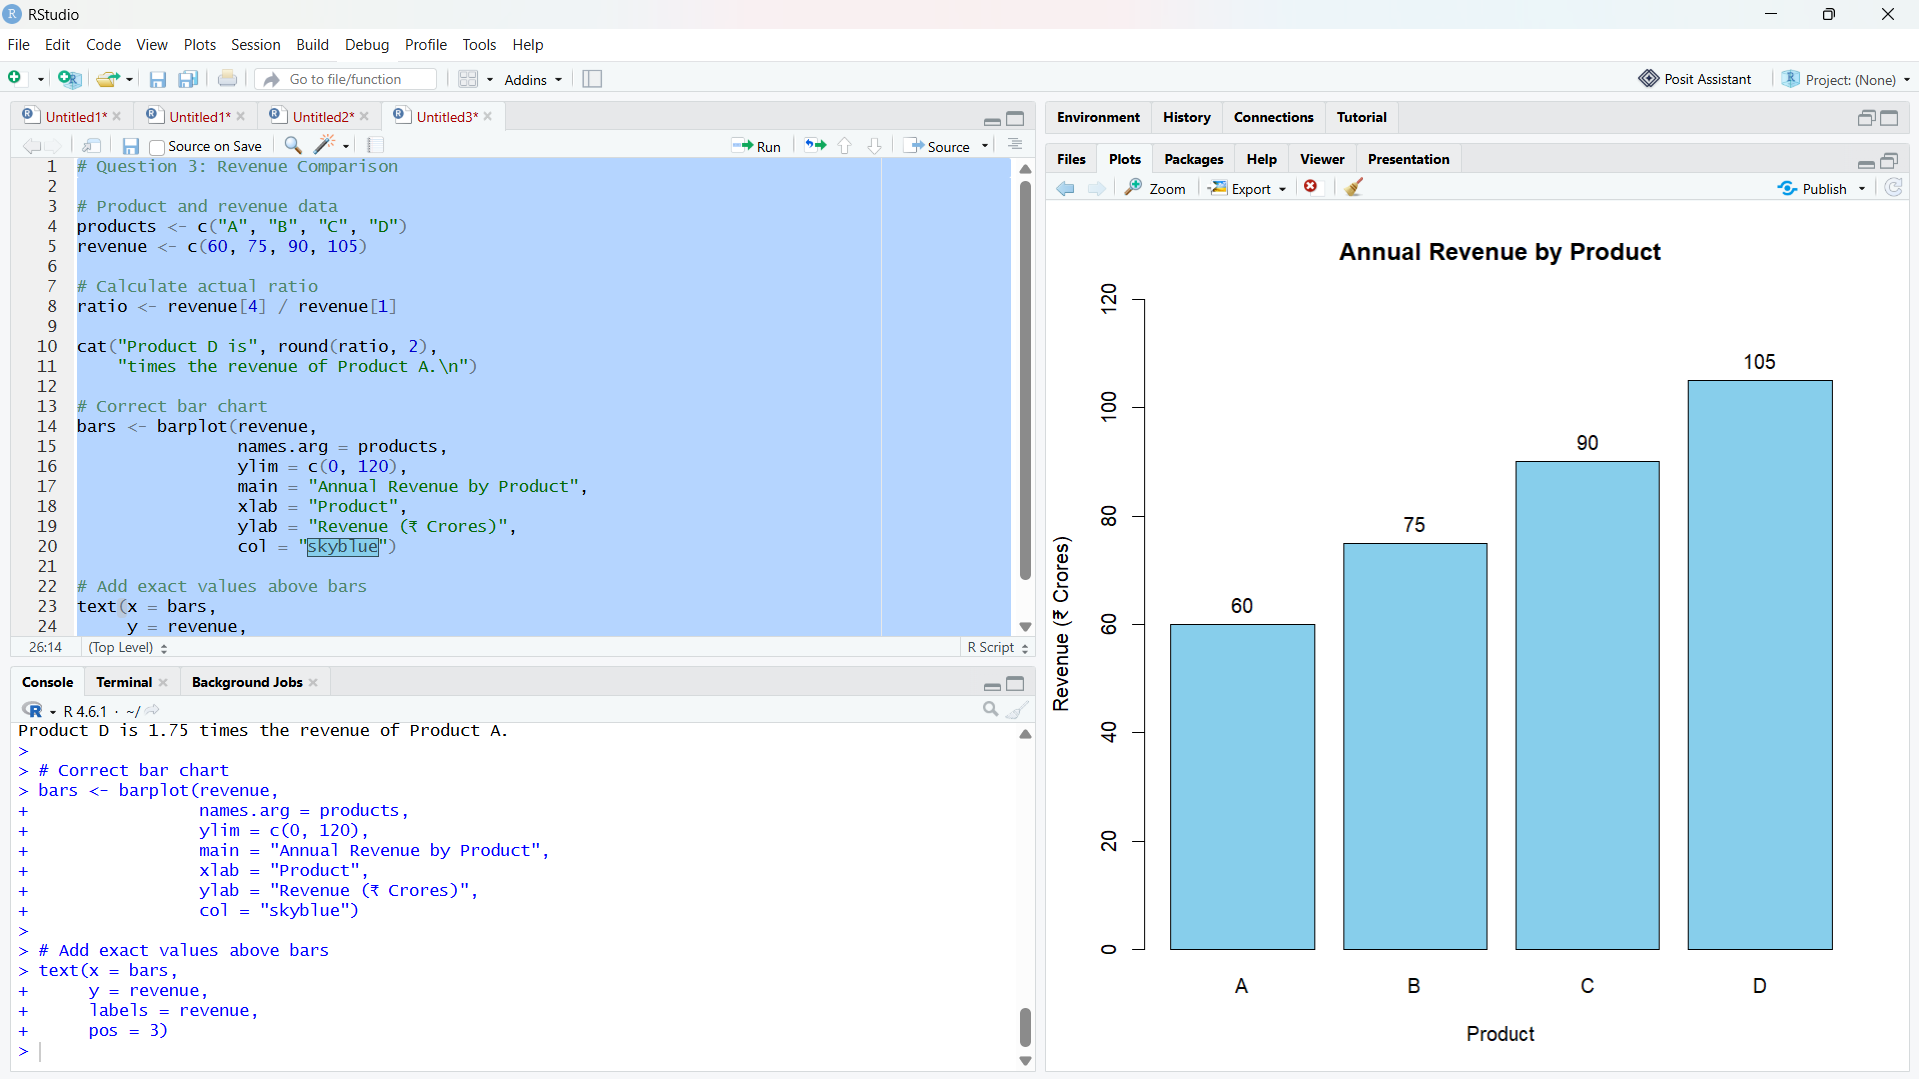 RStudio
File Edit Code View Plots Session Build Debug Profile Tools Help
Go to file/function Addins Posit Assistant Project: (None)
Untitled1* Untitled1* Untitled2* Untitled3*
Source on Save Run Source
1 # Question 3: Revenue Comparison
2
3 # Product and revenue data
4 products <- c("A", "B", "C", "D")
5 revenue <- c(60, 75, 90, 105)
6
7 # Calculate actual ratio
8 ratio <- revenue[4] / revenue[1]
9
10 cat("Product D is", round(ratio, 2),
11     "times the revenue of Product A.\n")
12
13 # Correct bar chart
14 bars <- barplot(revenue,
15                 names.arg = products,
16                 ylim = c(0, 120),
17                 main = "Annual Revenue by Product",
18                 xlab = "Product",
19                 ylab = "Revenue (₹ Crores)",
20                 col = "skyblue")
21
22 # Add exact values above bars
23 text(x = bars,
24      y = revenue,
26:14 (Top Level) R Script
Console Terminal Background Jobs
R 4.6.1 · ~/
Product D is 1.75 times the revenue of Product A.
>
> # Correct bar chart
> bars <- barplot(revenue,
+                 names.arg = products,
+                 ylim = c(0, 120),
+                 main = "Annual Revenue by Product",
+                 xlab = "Product",
+                 ylab = "Revenue (₹ Crores)",
+                 col = "skyblue")
>
> # Add exact values above bars
> text(x = bars,
+      y = revenue,
+      labels = revenue,
+      pos = 3)
>
Environment History Connections Tutorial
Files Plots Packages Help Viewer Presentation
Zoom Export Publish
Annual Revenue by Product
Revenue (₹ Crores)
120
100
80
60
40
20
0
60
75
90
105
A B C D
Product